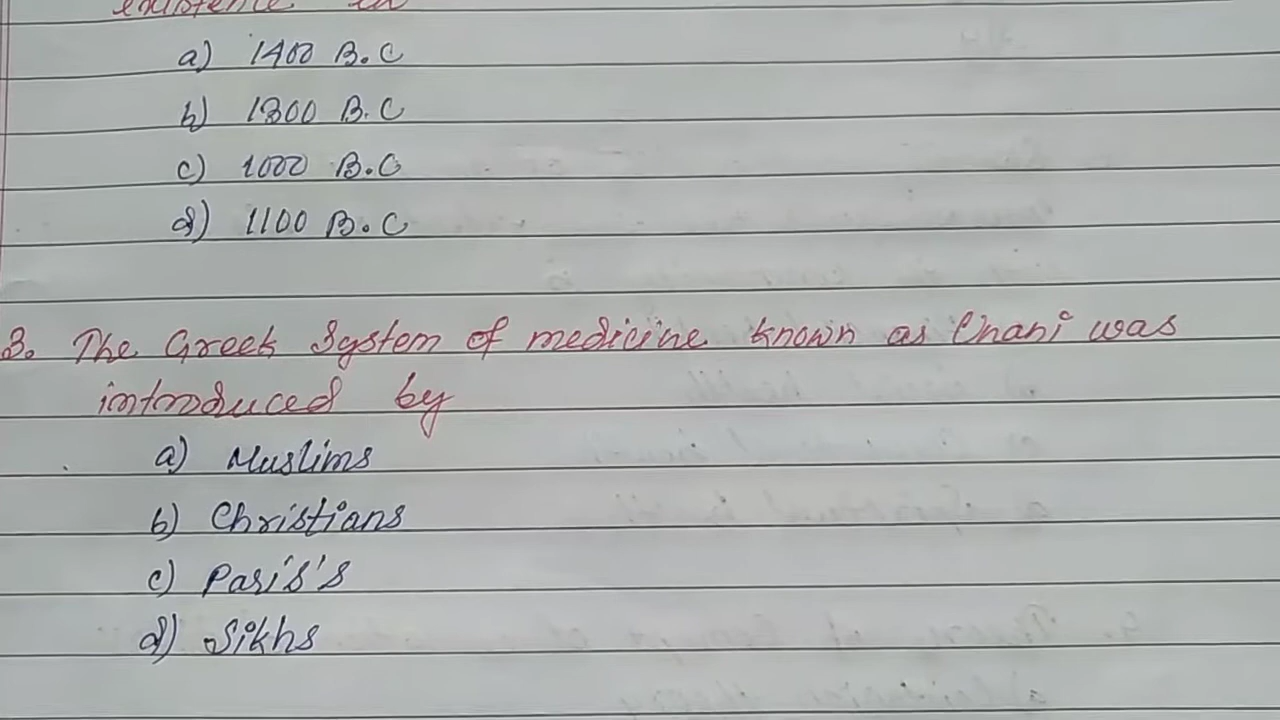 a) 1400 B.C
b) 1300 B.C
c) 1000 B.C
d) 1100 B.C
3. The Greek System of medicine known as Unani was
introduced by
a) Muslims
b) Christians
c) Paris's
d) Sikhs